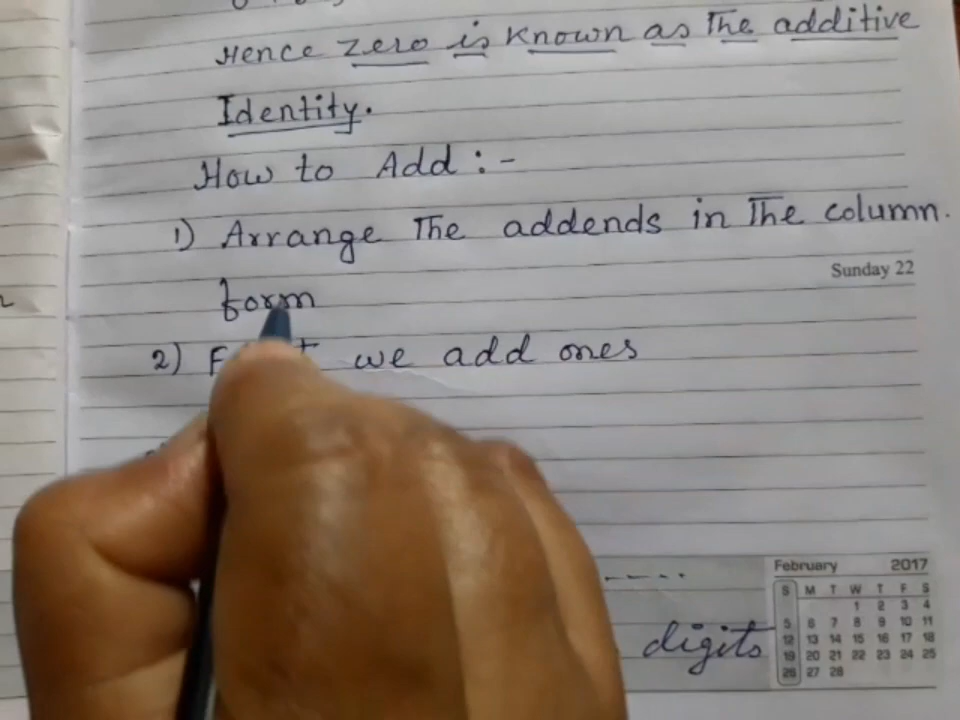 Hence zero is known as The additive
Identity.
How to Add :-
1) Arrange The addends in The column.
Sunday 22
form
2) we add ones
digits
February 2017
S M T W T F S
1 2 3 4
5 6 7 8 9 10 11
12 13 14 15 16 17 18
19 20 21 22 23 24 25
26 27 28